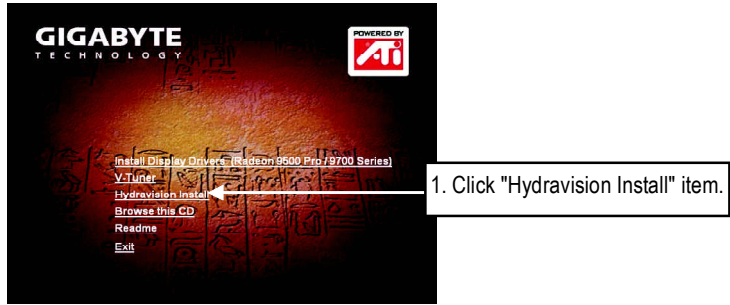 GIGABYTE
TECHNOLOGY
POWERED BY
ATi
Install Display Drivers (Radeon 9500 Pro / 9700 Series)
V-Tuner
Hydravision Install
Browse this CD
Readme
Exit
1. Click "Hydravision Install" item.